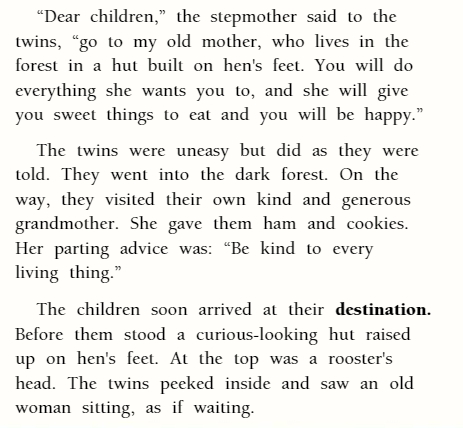 “Dear children,” the stepmother said to the
twins, “go to my old mother, who lives in the
forest in a hut built on hen's feet. You will do
everything she wants you to, and she will give
you sweet things to eat and you will be happy.”
The twins were uneasy but did as they were
told. They went into the dark forest. On the
way, they visited their own kind and generous
grandmother. She gave them ham and cookies.
Her parting advice was: “Be kind to every
living thing.”
The children soon arrived at their destination.
Before them stood a curious-looking hut raised
up on hen's feet. At the top was a rooster's
head. The twins peeked inside and saw an old
woman sitting, as if waiting.